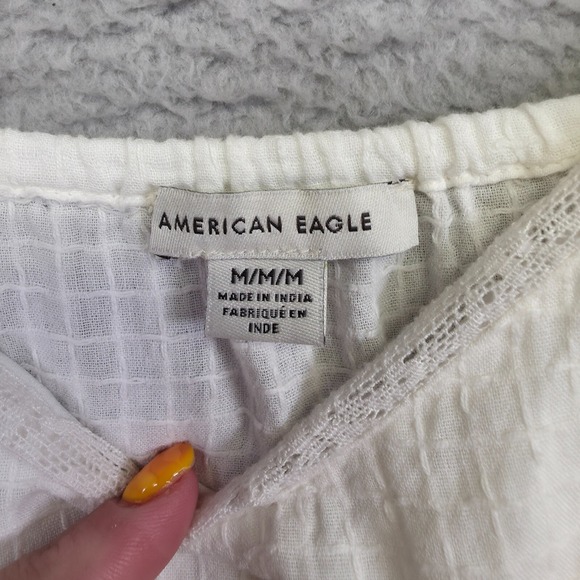 AMERICAN EAGLE
M/M/M
MADE IN INDIA
FABRIQUÉ EN
INDE